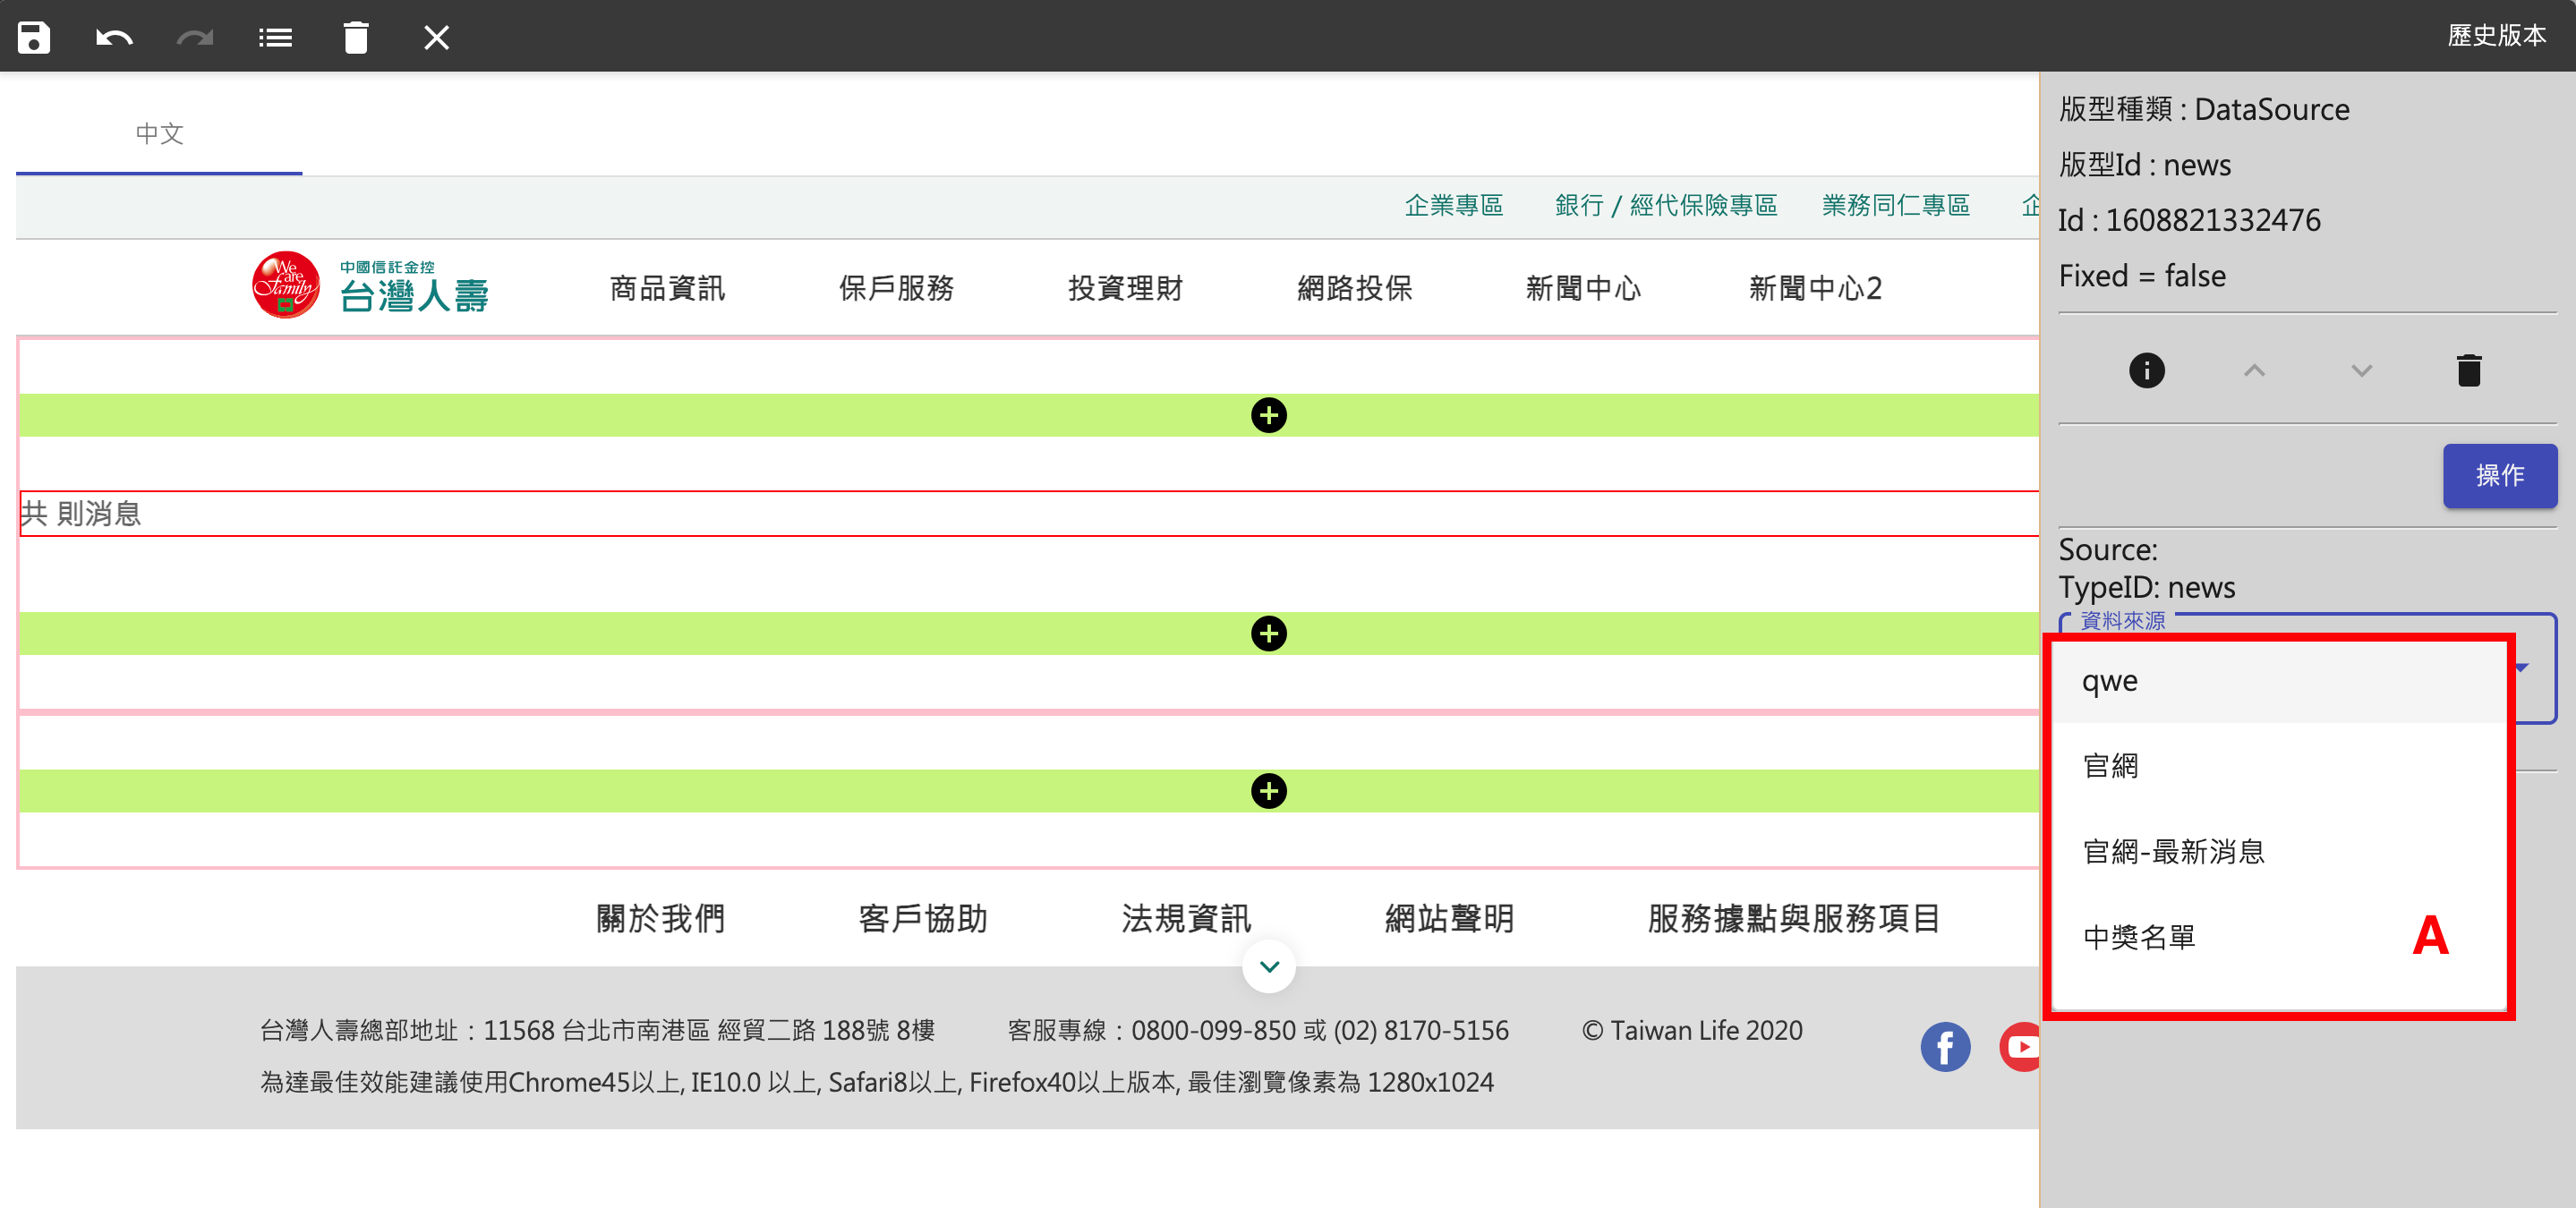 歷史版本
中文
企業專區 銀行 / 經代保險專區 業務同仁專區 企
We are Family
中國信託金控
台灣人壽
商品資訊 保戶服務 投資理財 網路投保 新聞中心 新聞中心2
共 則消息
關於我們 客戶協助 法規資訊 網站聲明 服務據點與服務項目
台灣人壽總部地址：11568 台北市南港區 經貿二路 188號 8樓 客服專線：0800-099-850 或 (02) 8170-5156 © Taiwan Life 2020
為達最佳效能建議使用Chrome45以上, IE10.0 以上, Safari8以上, Firefox40以上版本, 最佳瀏覽像素為 1280x1024
版型種類 : DataSource
版型Id : news
Id : 1608821332476
Fixed = false
操作
Source:
TypeID: news
資料來源
qwe
官網
官網-最新消息
中獎名單
A